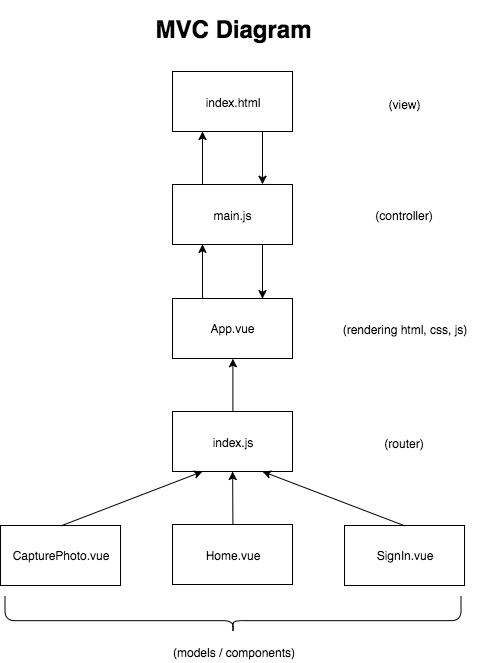 MVC Diagram
index.html
(view)
main.js
(controller)
App.vue
(rendering html, css, js)
index.js
(router)
CapturePhoto.vue
Home.vue
SignIn.vue
(models / components)